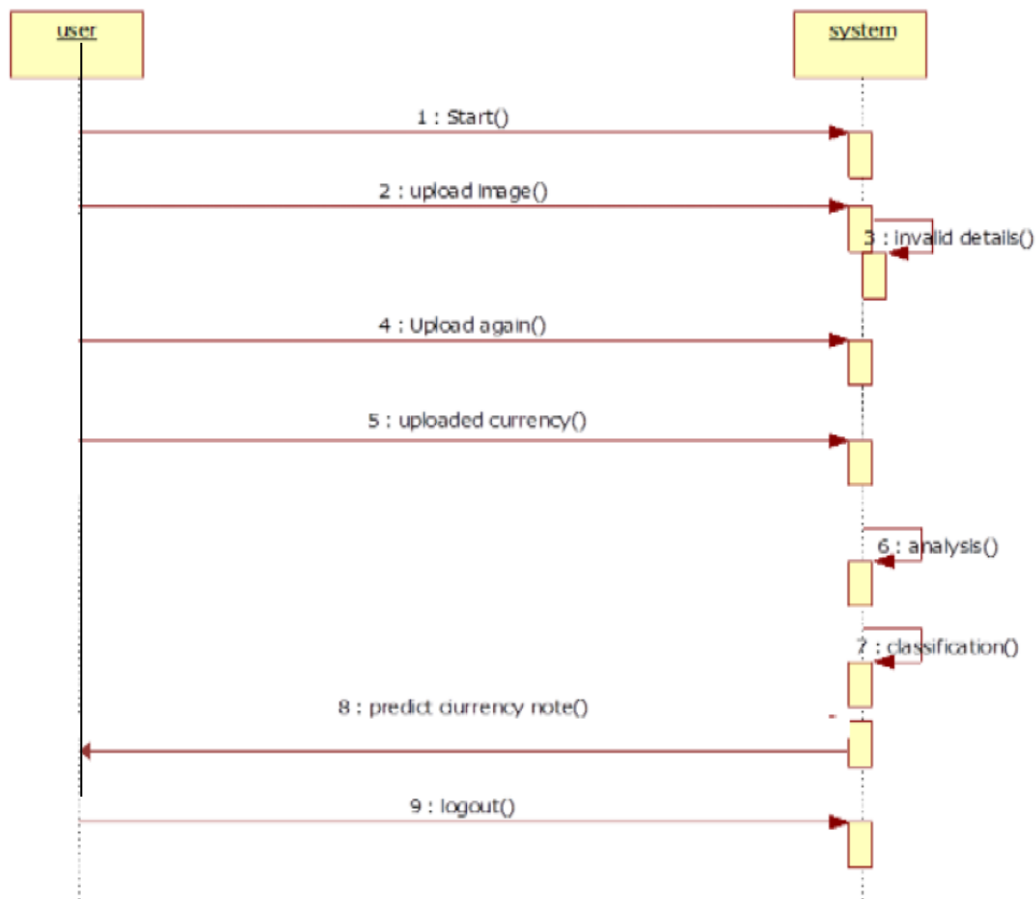 user
system
1 : Start()
2 : upload image()
3 : invalid details()
4 : Upload again()
5 : uploaded currency()
6 : analysis()
7 : classification()
8 : predict ciurrency note()
9 : logout()